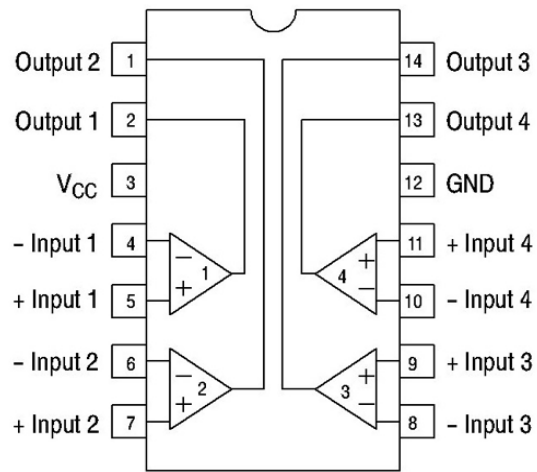 Output 2 1 14 Output 3
Output 1 2 13 Output 4
VCC 3 12 GND
– Input 1 4 11 + Input 4
– 1 + 4
+ Input 1 5 10 – Input 4
+ –
– Input 2 6 9 + Input 3
– 2 + 3
+ Input 2 7 8 – Input 3
+ –